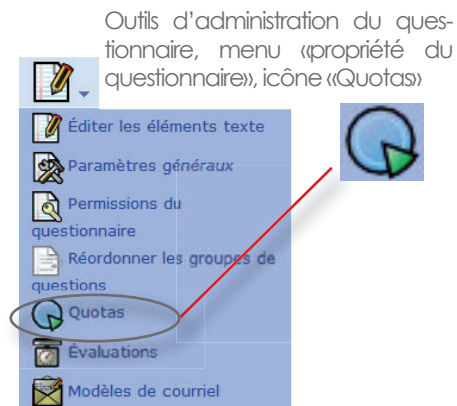 Outils d’administration du ques-
tionnaire, menu «propriété du
questionnaire», icône «Quotas»
Éditer les éléments texte
Paramètres généraux
Permissions du
questionnaire
Réordonner les groupes de
questions
Quotas
Évaluations
Modèles de courriel